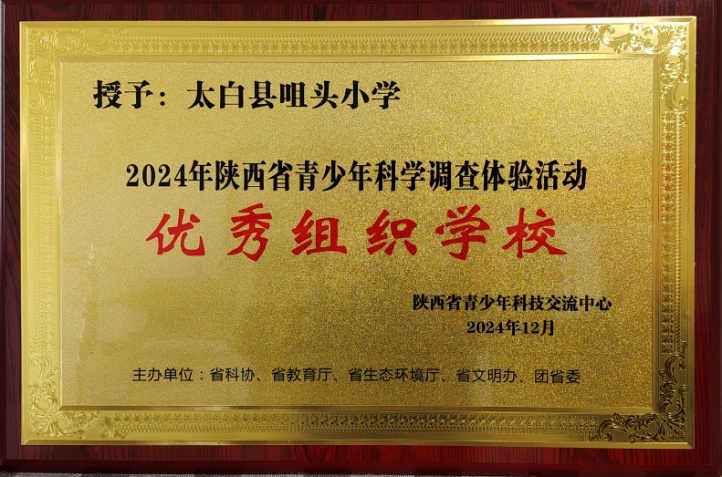 授予：太白县咀头小学
2024年陕西省青少年科学调查体验活动
优秀组织学校
陕西省青少年科技交流中心
2024年12月
主办单位：省科协、省教育厅、省生态环境厅、省文明办、团省委